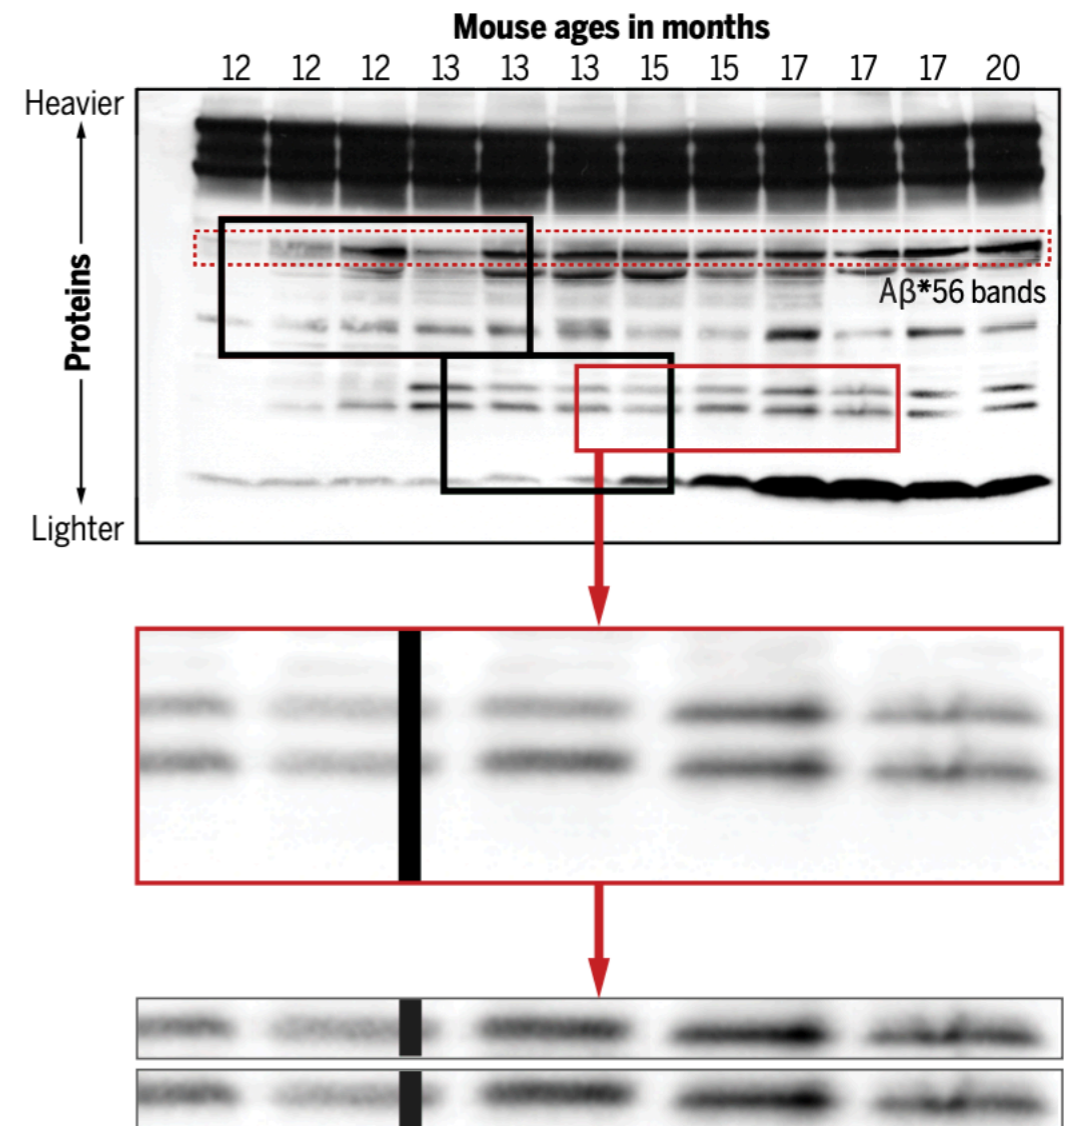 Mouse ages in months
12 12 12 13 13 13 15 15 17 17 17 20
Heavier
Proteins
Aβ*56 bands
Lighter